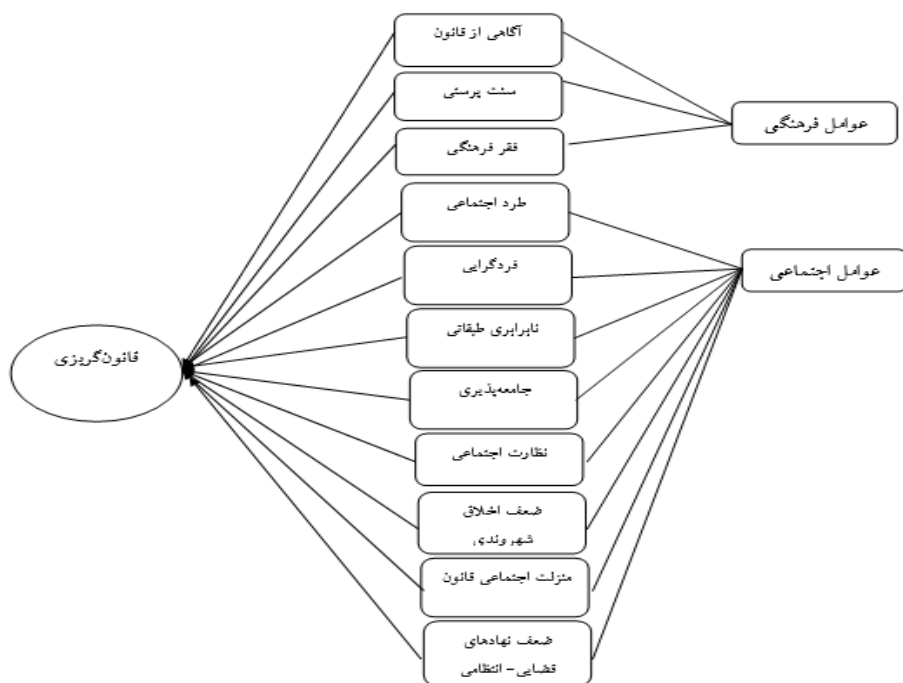 آگاهی از قانون
سنت پرستی
عوامل فرهنگی
فقر فرهنگی
طرد اجتماعی
فردگرایی
عوامل اجتماعی
نابرابری طبقاتی
قانون‌گریزی
جامعه‌پذیری
نظارت اجتماعی
ضعف اخلاق
شهروندی
منزلت اجتماعی قانون
ضعف نهادهای
قضایی- انتظامی